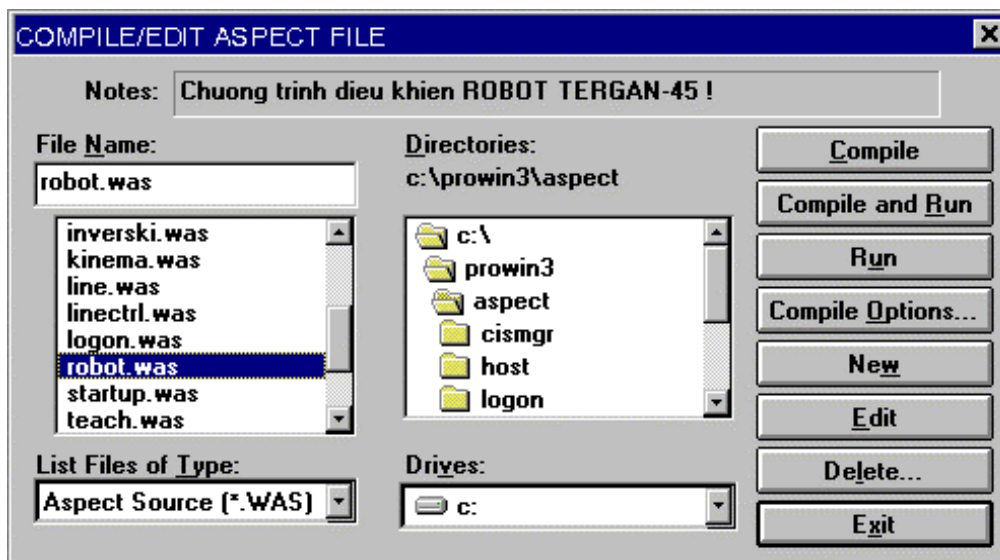 COMPILE/EDIT ASPECT FILE
Notes: Chuong trinh dieu khien ROBOT TERGAN-45 !
File Name:
robot.was
inverski.was
kinema.was
line.was
linectrl.was
logon.was
robot.was
startup.was
teach.was
List Files of Type:
Aspect Source (*.WAS)
Directories:
c:\prowin3\aspect
c:\
prowin3
aspect
cismgr
host
logon
Drives:
c:
Compile
Compile and Run
Run
Compile Options...
New
Edit
Delete...
Exit